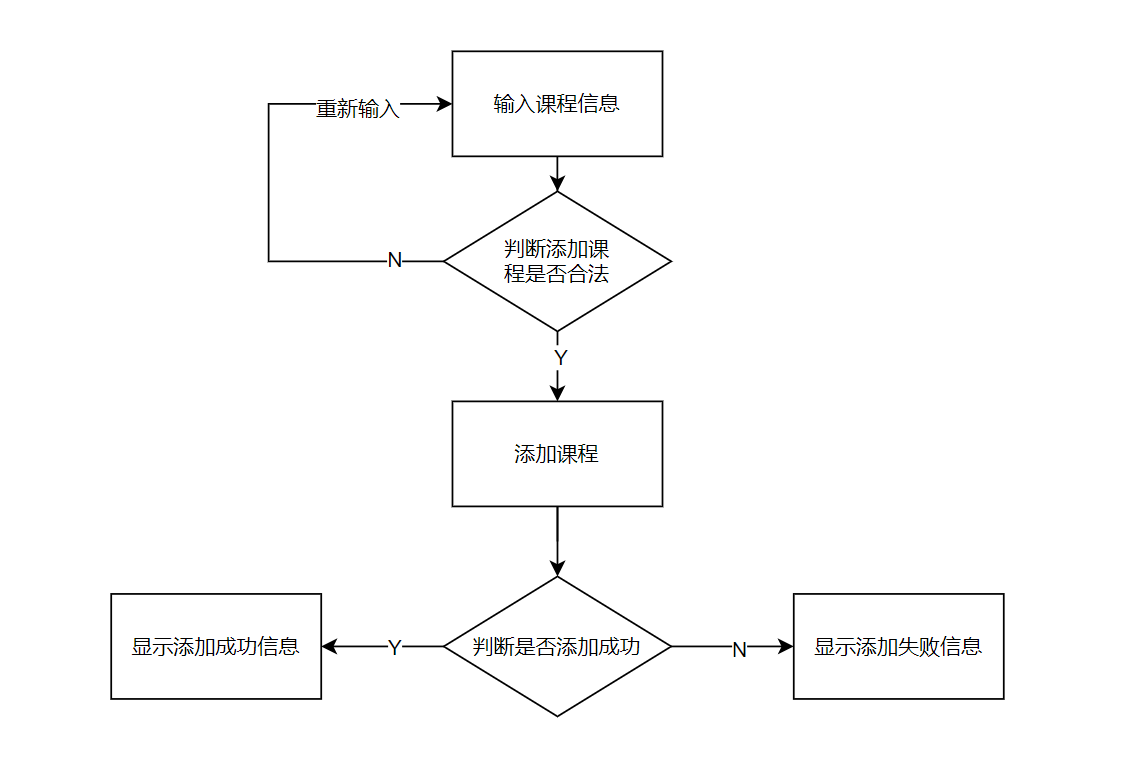 输入课程信息
重新输入
判断添加课
程是否合法
N
Y
添加课程
显示添加成功信息
Y
判断是否添加成功
N
显示添加失败信息